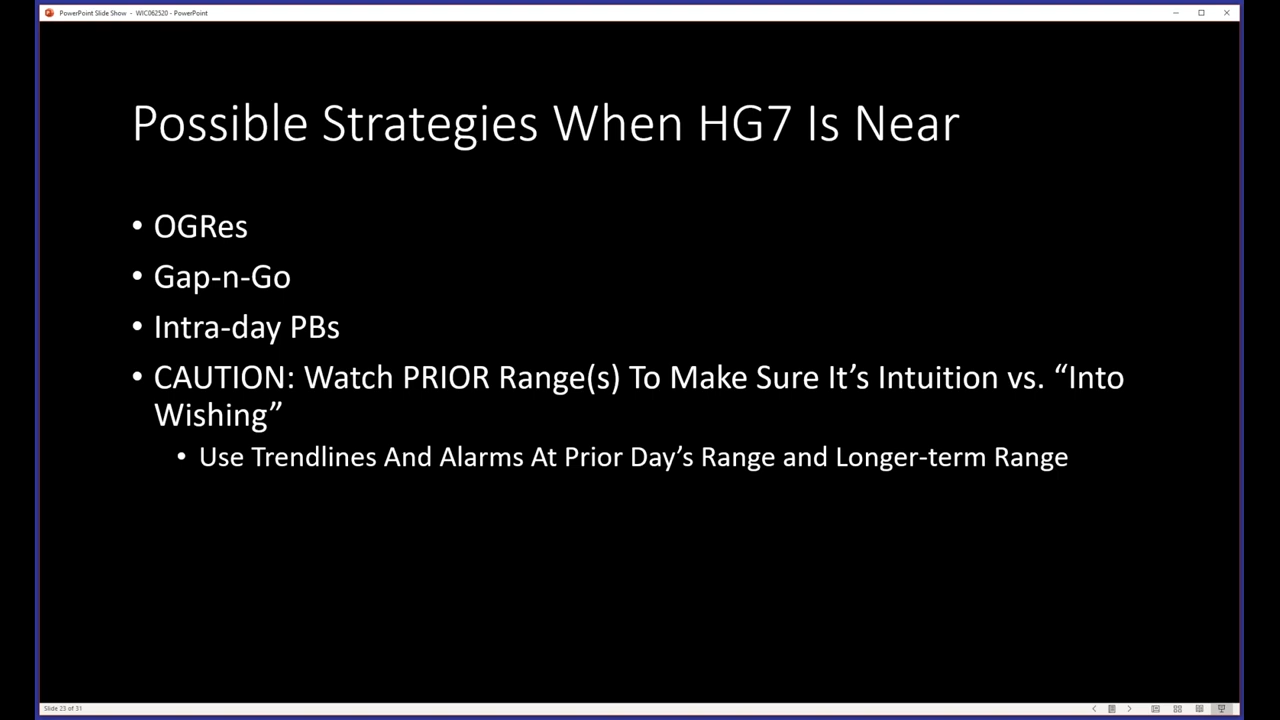 PowerPoint Slide Show - WIC062520 - PowerPoint
Possible Strategies When HG7 Is Near
• OGRes
• Gap-n-Go
• Intra-day PBs
• CAUTION: Watch PRIOR Range(s) To Make Sure It’s Intuition vs. “Into
Wishing”
• Use Trendlines And Alarms At Prior Day’s Range and Longer-term Range
Slide 23 of 31